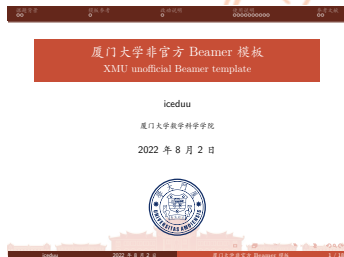 厦门大学非官方 Beamer 模板
XMU unofficial Beamer template
iceduu
厦门大学数学科学学院
2022 年 8 月 2 日
UNIVERSITAS AMOIENSIS
iceduu 2022 年 8 月 2 日 厦门大学非官方 Beamer 模板